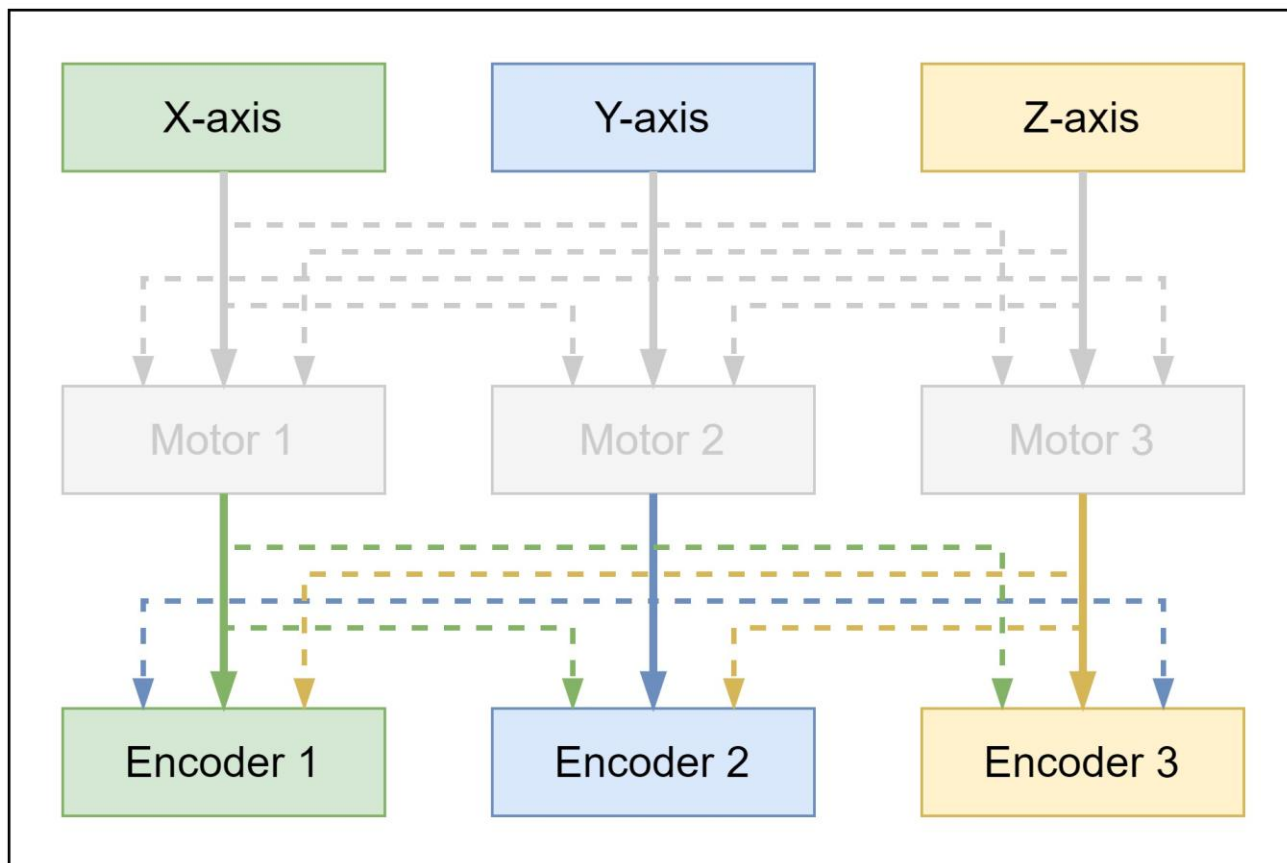 X-axis
Y-axis
Z-axis
Motor 1
Motor 2
Motor 3
Encoder 1
Encoder 2
Encoder 3